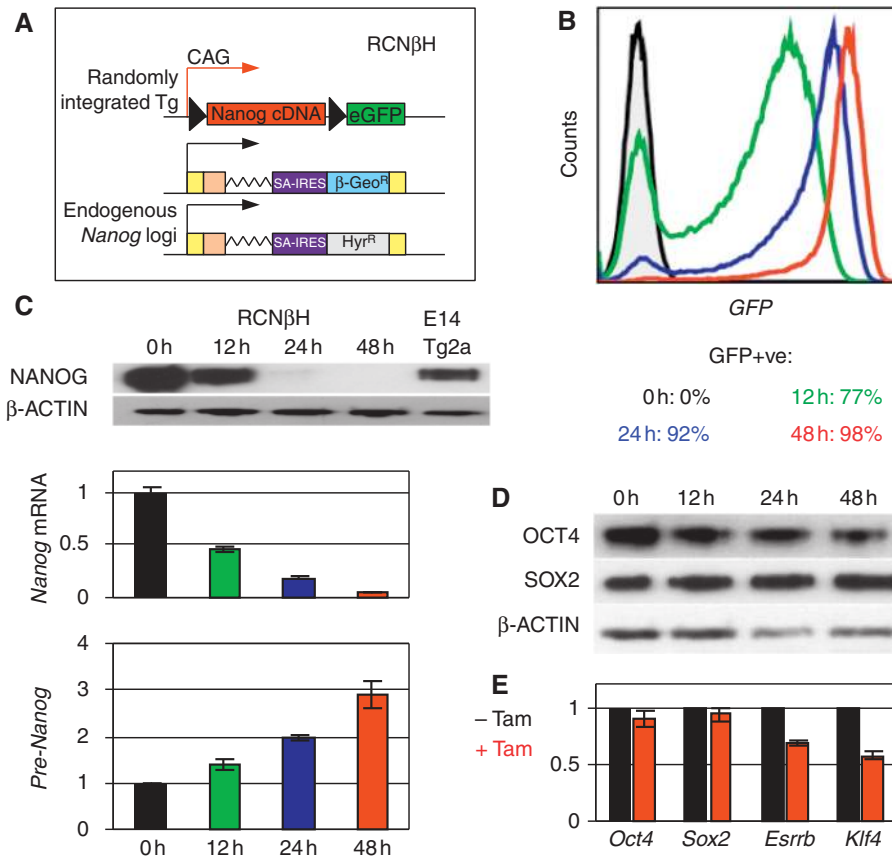 A
RCNβH
CAG
Randomly
integrated Tg
Nanog cDNA
eGFP
SA-IRES
β-Geo^R
Endogenous
Nanog logi
SA-IRES
Hyr^R
B
Counts
GFP
GFP+ve:
0 h: 0%
12 h: 77%
24 h: 92%
48 h: 98%
C
RCNβH
E14
0 h
12 h
24 h
48 h
Tg2a
NANOG
β-ACTIN
Nanog mRNA
1
0.5
0
Pre-Nanog
4
3
2
1
0
0 h
12 h
24 h
48 h
D
0 h
12 h
24 h
48 h
OCT4
SOX2
β-ACTIN
E
– Tam
+ Tam
1
0.5
0
Oct4
Sox2
Esrrb
Klf4